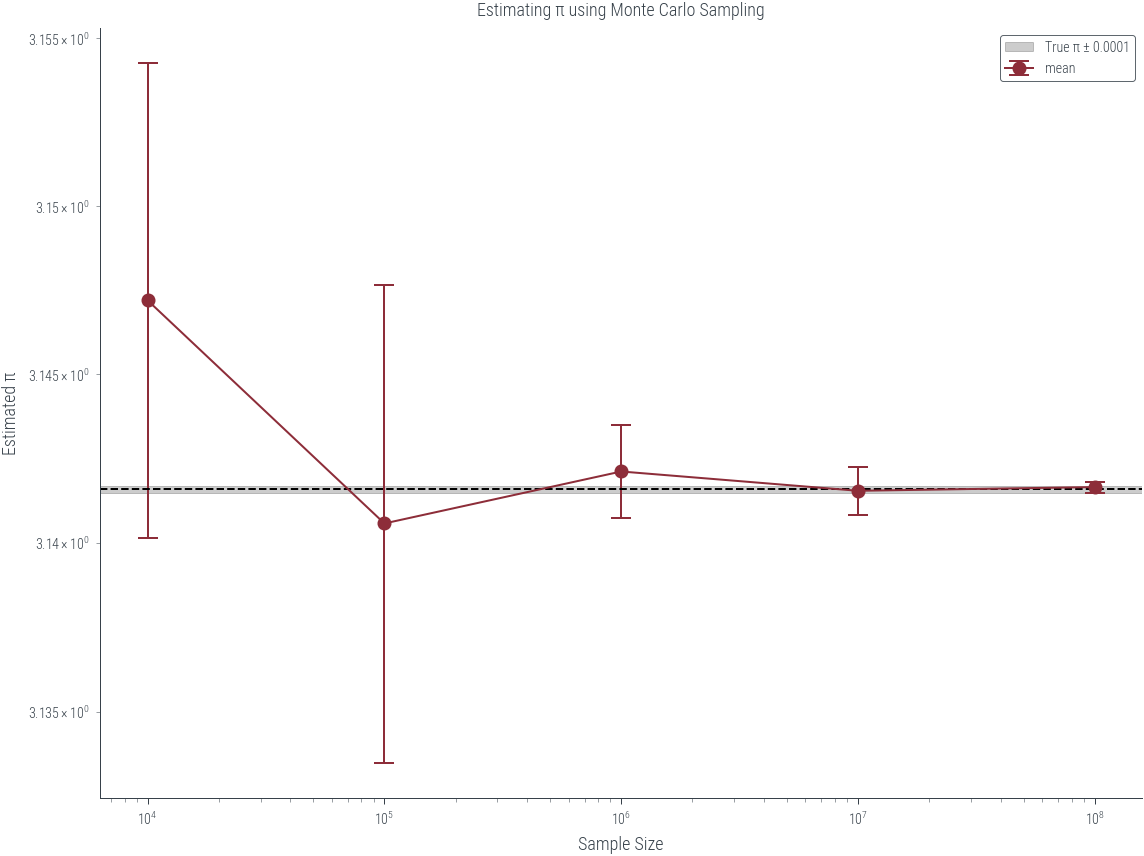 Estimating π using Monte Carlo Sampling
True π ± 0.0001
mean
Estimated π
3.155 × 10⁰
3.15 × 10⁰
3.145 × 10⁰
3.14 × 10⁰
3.135 × 10⁰
10⁴ 10⁵ 10⁶ 10⁷ 10⁸
Sample Size